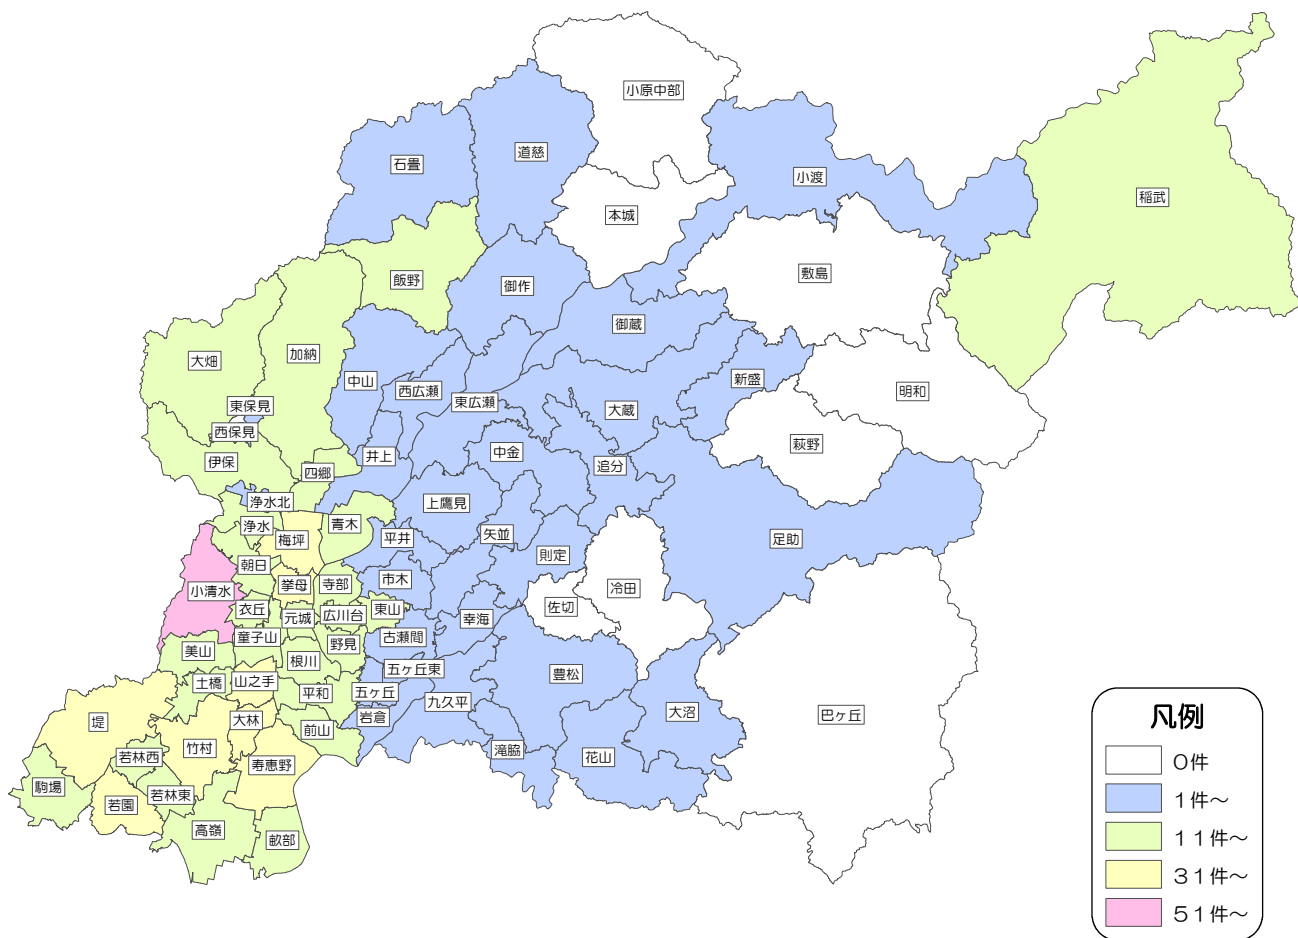 小原中部
道慈
石畳
小渡
稲武
本城
敷島
飯野
御作
御蔵
加納
大畑
中山
西広瀬
新盛
明和
東広瀬
東保見
大蔵
西保見
萩野
中金
井上
伊保
追分
四郷
浄水北
上鷹見
青木
浄水
矢並
平井
梅坪
足助
則定
朝日
市木
挙母
寺部
小清水
冷田
佐切
衣丘
東山
元城
広川台
幸海
童子山
古瀬間
野見
美山
根川
五ヶ丘東
豊松
土橋
山之手
平和
五ヶ丘
九久平
大沼
巴ヶ丘
岩倉
堤
大林
前山
竹村
滝脇
花山
若林西
寿恵野
駒場
若林東
若園
高嶺
畝部
凡例
０件
１件～
１１件～
３１件～
５１件～